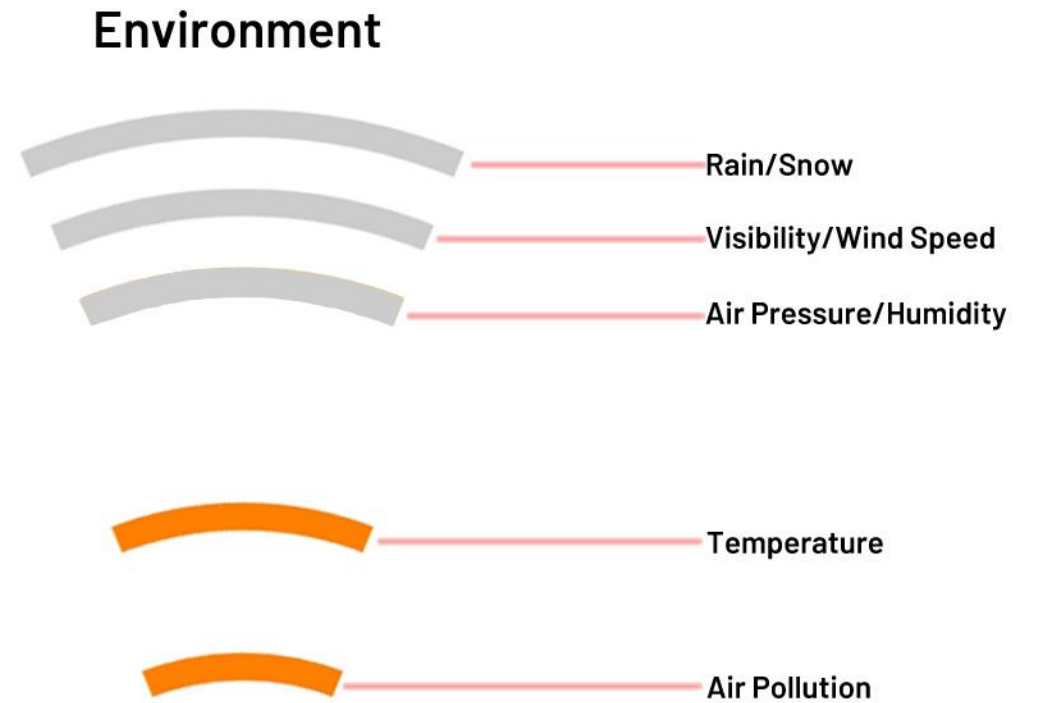 Environment
Rain/Snow
Visibility/Wind Speed
Air Pressure/Humidity
Temperature
Air Pollution